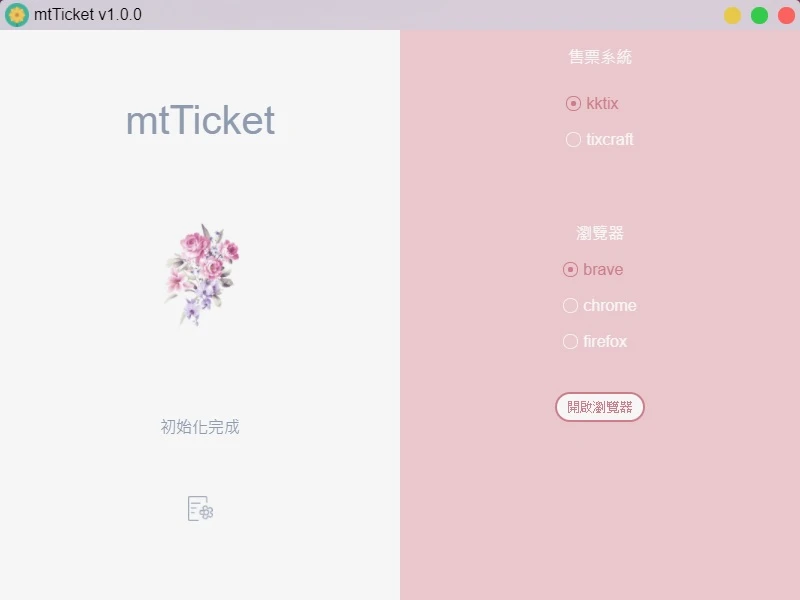 mtTicket v1.0.0
mtTicket
初始化完成
售票系統
kktix
tixcraft
瀏覽器
brave
chrome
firefox
開啟瀏覽器